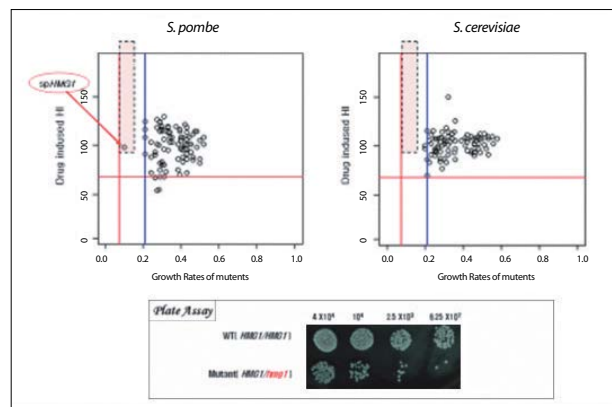 S. pombe
S. cerevisiae
spHMG1
Drug indused HI
0 50 100 150
0.0 0.2 0.4 0.6 0.8 1.0
Growth Rates of mutents
Drug indused HI
0 50 100 150
0.0 0.2 0.4 0.6 0.8 1.0
Growth Rates of mutents
Plate Assay
4 X10⁴ 10⁴ 2.5 X10³ 6.25 X10²
WT( HMG1/HMG1 )
Mutant( HMG1/hmg1 )